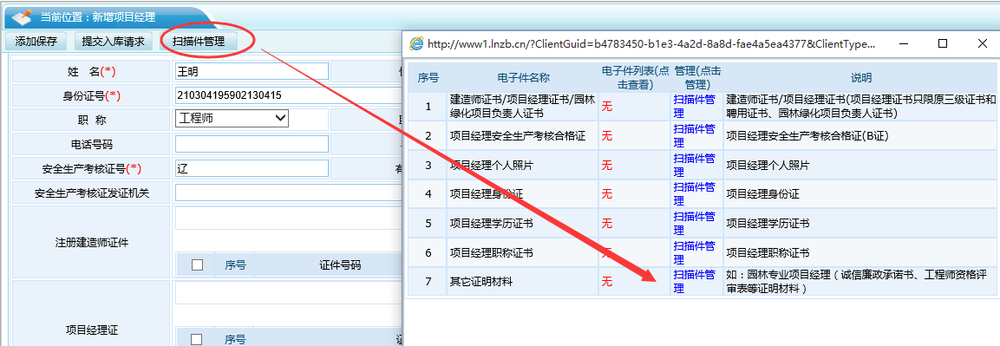 当前位置：新增项目经理
添加保存 提交入库请求 扫描件管理
姓 名(*) 王明
身份证号(*) 210304195902130415
职 称 工程师
电话号码
安全生产考核证号(*) 辽
安全生产考核证发证机关
注册建造师证件
序号 证件号码
项目经理证
序号
http://www1.lnzb.cn/?ClientGuid=b4783450-b1e3-4a2d-8a8d-fae4a5ea4377&ClientType...
序号 电子件名称 电子件列表(点击查看) 管理(点击管理) 说明
1 建造师证书/项目经理证书/园林绿化项目负责人证书 无 扫描件管理 建造师证书/项目经理证书(项目经理证书只限原三级证书和聘用证书、园林绿化项目负责人证书)
2 项目经理安全生产考核合格证 无 扫描件管理 项目经理安全生产考核合格证(B证)
3 项目经理个人照片 无 扫描件管理 项目经理个人照片
4 项目经理身份证 无 扫描件管理 项目经理身份证
5 项目经理学历证书 无 扫描件管理 项目经理学历证书
6 项目经理职称证书 无 扫描件管理 项目经理职称证书
7 其它证明材料 无 扫描件管理 如：园林专业项目经理（诚信廉政承诺书、工程师资格评审表等证明材料）